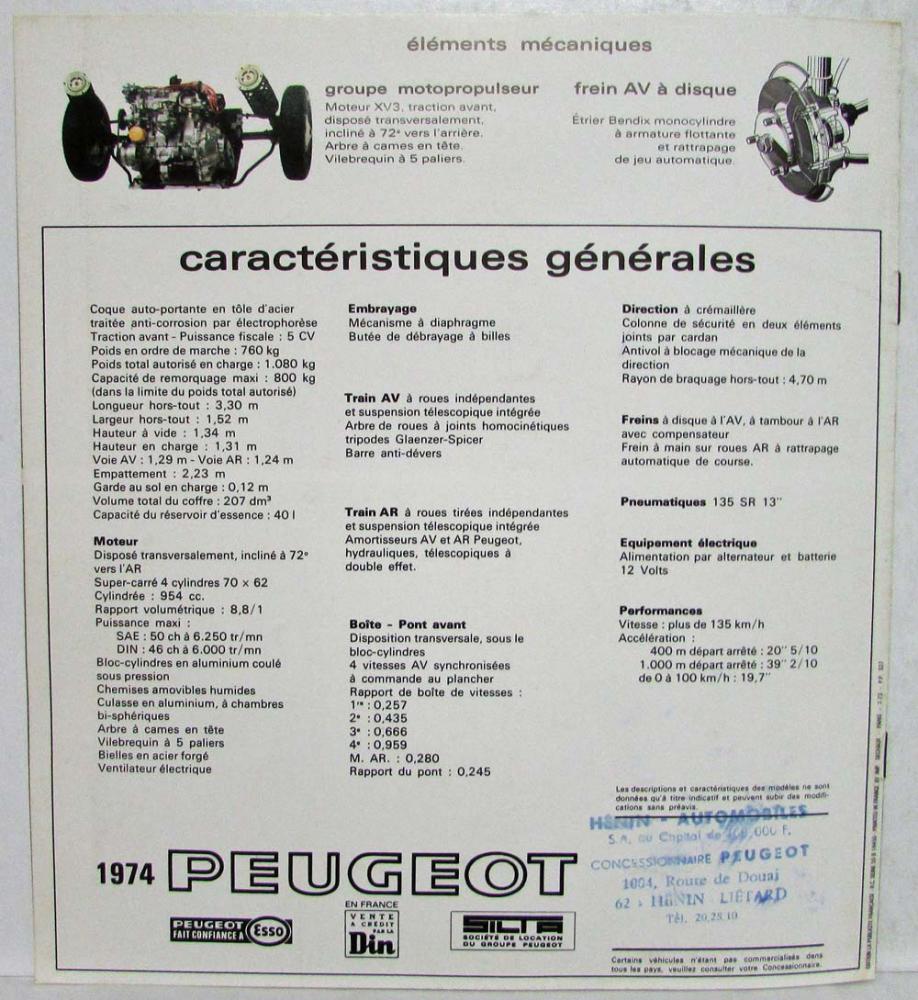 éléments mécaniques
groupe motopropulseur
Moteur XV3, traction avant,
disposé transversalement,
incliné à 72° vers l'arrière.
Arbre à cames en tête.
Vilebrequin à 5 paliers.
frein AV à disque
Étrier Bendix monocylindre
à armature flottante
et rattrapage
de jeu automatique.
caractéristiques générales
Coque auto-portante en tôle d'acier
traitée anti-corrosion par électrophorèse
Traction avant - Puissance fiscale : 5 CV
Poids en ordre de marche : 760 kg
Poids total autorisé en charge : 1.080 kg
Capacité de remorquage maxi : 800 kg
(dans la limite du poids total autorisé)
Longueur hors-tout : 3,30 m
Largeur hors-tout : 1,52 m
Hauteur à vide : 1,34 m
Hauteur en charge : 1,31 m
Voie AV : 1,29 m - Voie AR : 1,24 m
Empattement : 2,23 m
Garde au sol en charge : 0,12 m
Volume total du coffre : 207 dm³
Capacité du réservoir d'essence : 40 l
Moteur
Disposé transversalement, incliné à 72°
vers l'AR
Super-carré 4 cylindres 70 × 62
Cylindrée : 954 cc.
Rapport volumétrique : 8,8/1
Puissance maxi :
SAE : 50 ch à 6.250 tr/mn
DIN : 46 ch à 6.000 tr/mn
Bloc-cylindres en aluminium coulé
sous pression
Chemises amovibles humides
Culasse en aluminium, à chambres
bi-sphériques
Arbre à cames en tête
Vilebrequin à 5 paliers
Bielles en acier forgé
Ventilateur électrique
Embrayage
Mécanisme à diaphragme
Butée de débrayage à billes
Train AV à roues indépendantes
et suspension télescopique intégrée
Arbre de roues à joints homocinétiques
tripodes Glaenzer-Spicer
Barre anti-dévers
Train AR à roues tirées indépendantes
et suspension télescopique intégrée
Amortisseurs AV et AR Peugeot,
hydrauliques, télescopiques à
double effet.
Boîte - Pont avant
Disposition transversale, sous le
bloc-cylindres
4 vitesses AV synchronisées
à commande au plancher
Rapport de boîte de vitesses :
1re : 0,257
2e : 0,435
3e : 0,666
4e : 0,959
M. AR. : 0,280
Rapport du pont : 0,245
Direction à crémaillère
Colonne de sécurité en deux éléments
joints par cardan
Antivol à blocage mécanique de la
direction
Rayon de braquage hors-tout : 4,70 m
Freins à disque à l'AV, à tambour à l'AR
avec compensateur
Frein à main sur roues AR à rattrapage
automatique de course.
Pneumatiques 135 SR 13"
Equipement électrique
Alimentation par alternateur et batterie
12 Volts
Performances
Vitesse : plus de 135 km/h
Accélération :
400 m départ arrêté : 20" 5/10
1.000 m départ arrêté : 39" 2/10
de 0 à 100 km/h : 19,7"
Les descriptions et caractéristiques des modèles ne sont
données qu'à titre indicatif et peuvent subir des modifi-
cations sans préavis.
HÉNIN - AUTOMOBILES
S.A. au Capital de 000 F.
CONCESSIONNAIRE PEUGEOT
1004, Route de Douai
62 - HÉNIN - LIÉTARD
Tél. 20.25.10
1974 PEUGEOT
PEUGEOT
FAIT CONFIANCE A Esso
EN FRANCE
VENTE
A CRÉDIT
PAR LA
Din
SILTA
SOCIÉTÉ DE LOCATION
DU GROUPE PEUGEOT
Certains véhicules n'étant pas commercialisés dans
tous les pays, veuillez consulter votre Concessionnaire.